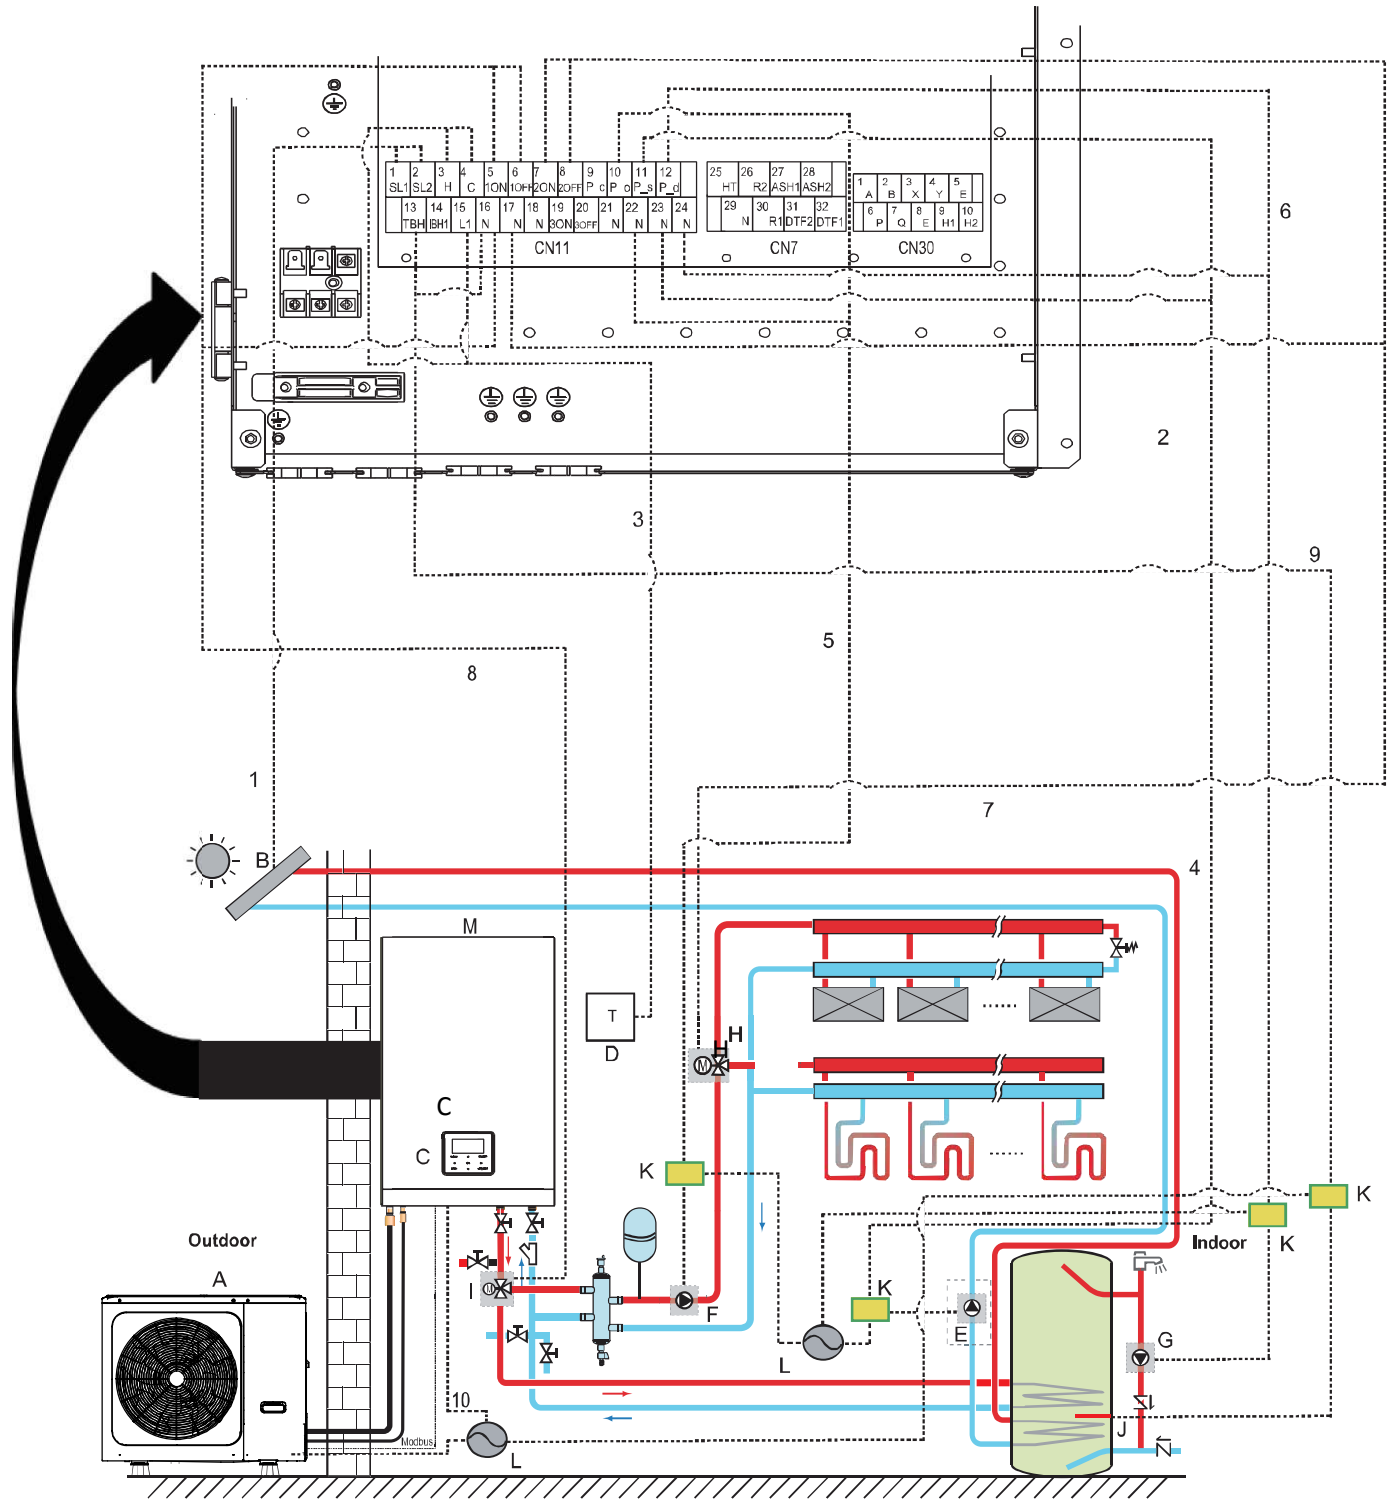 1 2 3 4 5 6 7 8 9 10 11 12
SL1 SL2 H C 1ON 1OFF 2ON 2OFF P_c P_o P_s P_d
13 14 15 16 17 18 19 20 21 22 23 24
TBH IBH1 L1 N N N 3ON 3OFF N N N N
CN11
25 26 27 28
HT R2 ASH1 ASH2
29 30 31 32
N R1 DTF2 DTF1
CN7
1 2 3 4 5
A B X Y E
6 7 8 9 10
P Q E H1 H2
CN30
6
2
3
9
5
8
1
7
B
4
M
T
D
H
H
M
C
C
K
K
Outdoor
Indoor
K
A
I
M
K
F
E
G
L
10
J
Modbus
L
Z